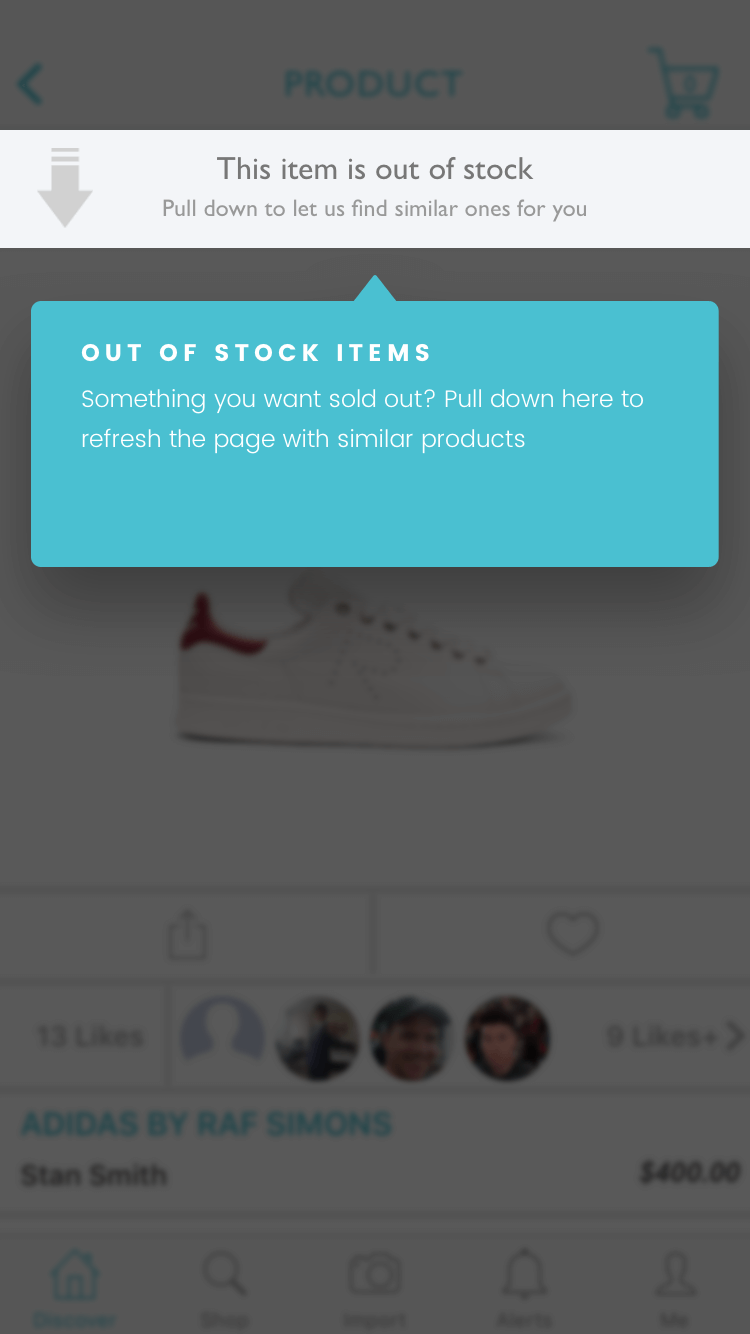 PRODUCT
0
This item is out of stock
Pull down to let us find similar ones for you
OUT OF STOCK ITEMS
Something you want sold out? Pull down here to
refresh the page with similar products
13 Likes
9 Likes+
ADIDAS BY RAF SIMONS
Stan Smith
$400.00
Discover
Shop
Import
Alerts
Me